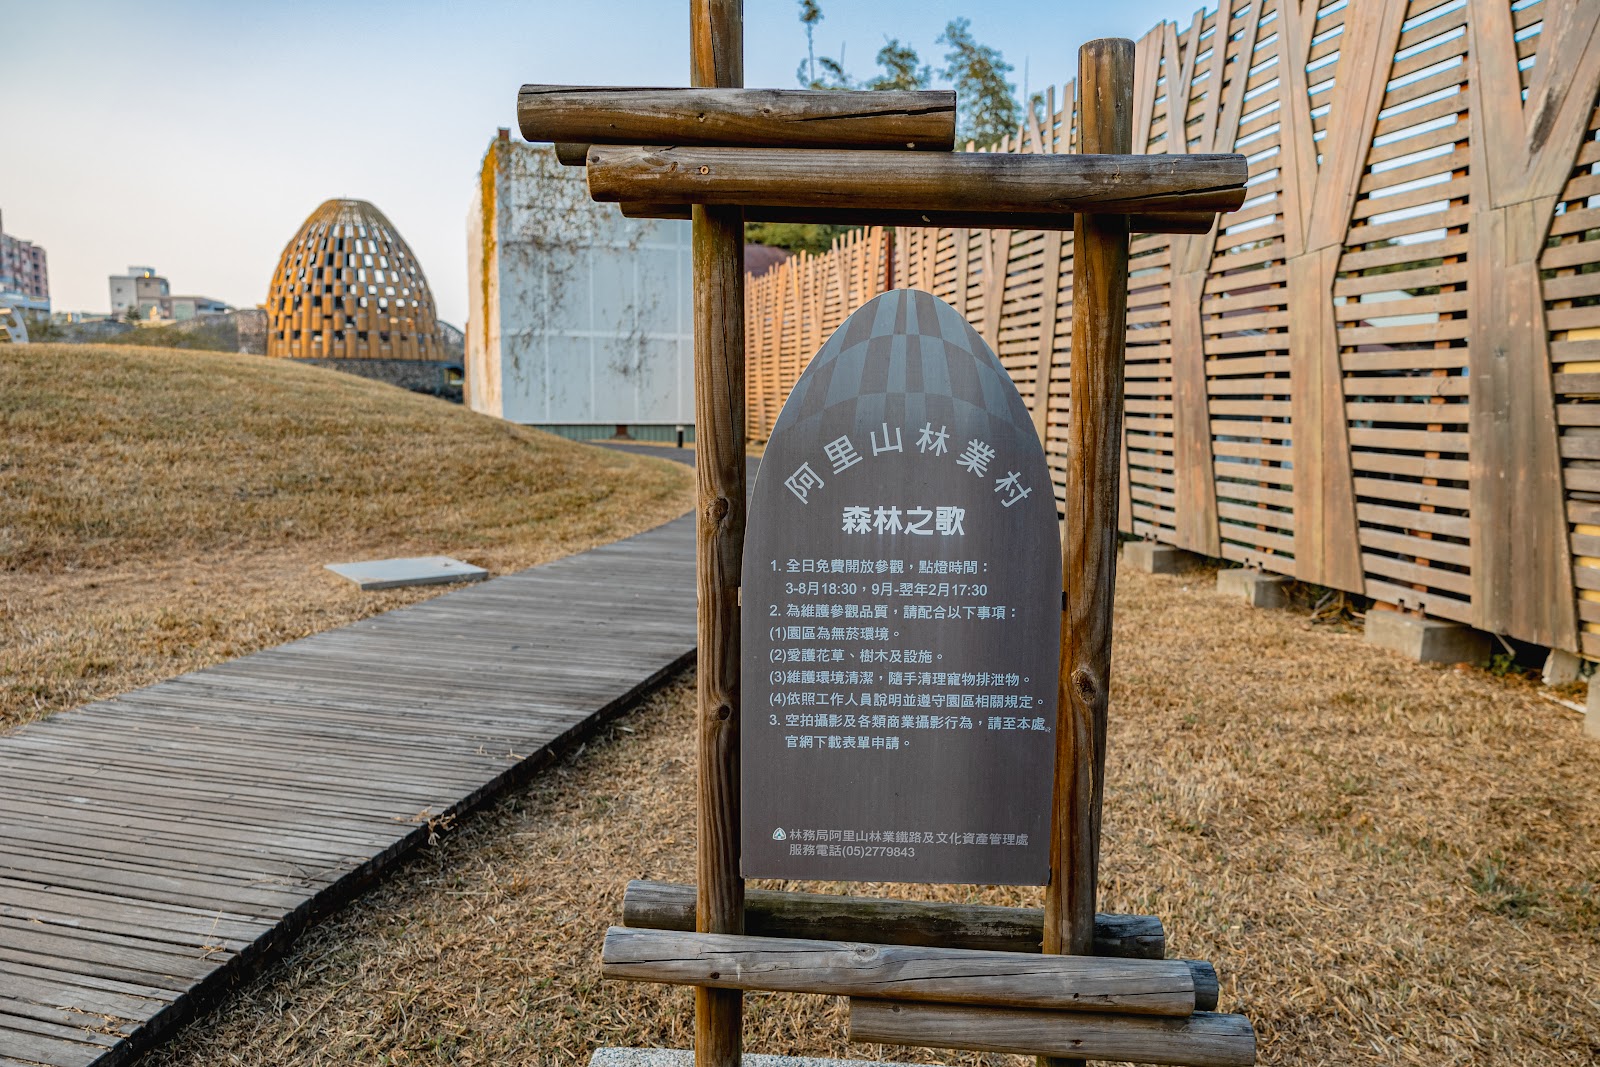 阿里山林業村
森林之歌
1. 全日免費開放參觀，點燈時間：
3-8月18:30，9月-翌年2月17:30
2. 為維護參觀品質，請配合以下事項：
(1)園區為無菸環境。
(2)愛護花草、樹木及設施。
(3)維護環境清潔，隨手清理寵物排泄物。
(4)依照工作人員說明並遵守園區相關規定。
3. 空拍攝影及各類商業攝影行為，請至本處
官網下載表單申請。
林務局阿里山林業鐵路及文化資產管理處
服務電話(05)2779843